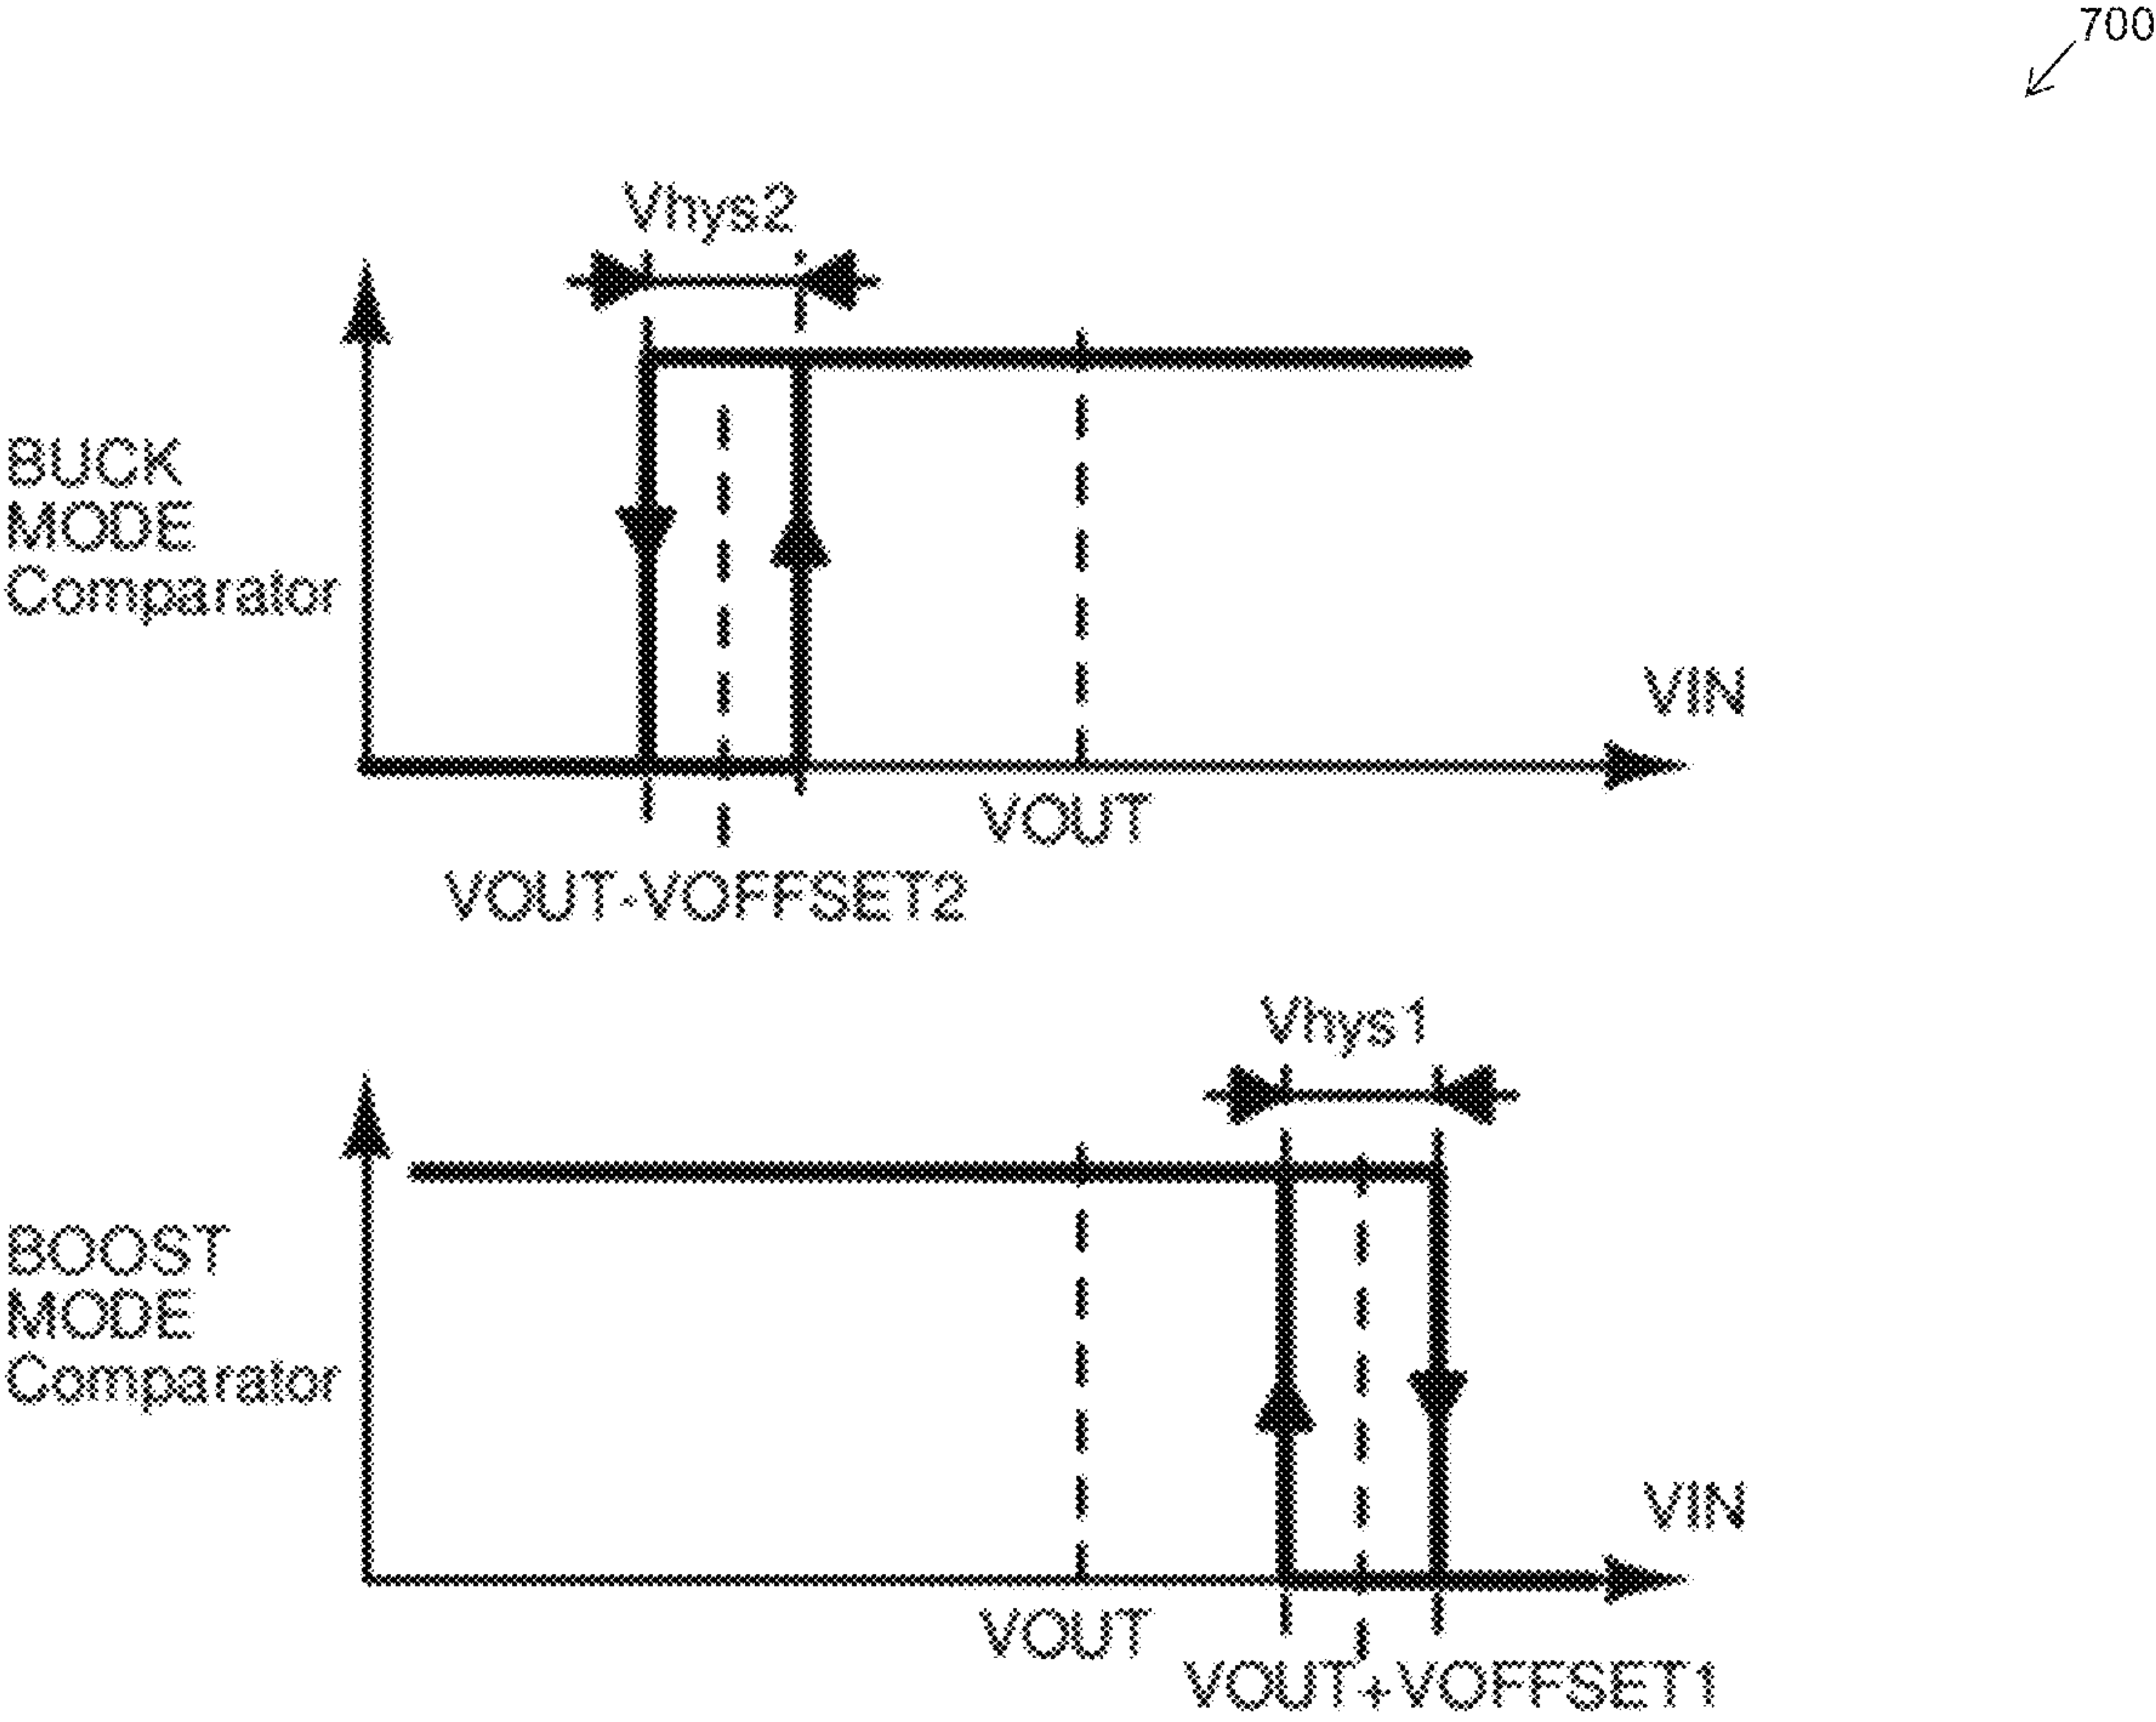 700
Vhys2
BUCK
MODE
Comparator
VIN
VOUT
VOUT-VOFFSET2
Vhys1
BOOST
MODE
Comparator
VIN
VOUT
VOUT+VOFFSET1